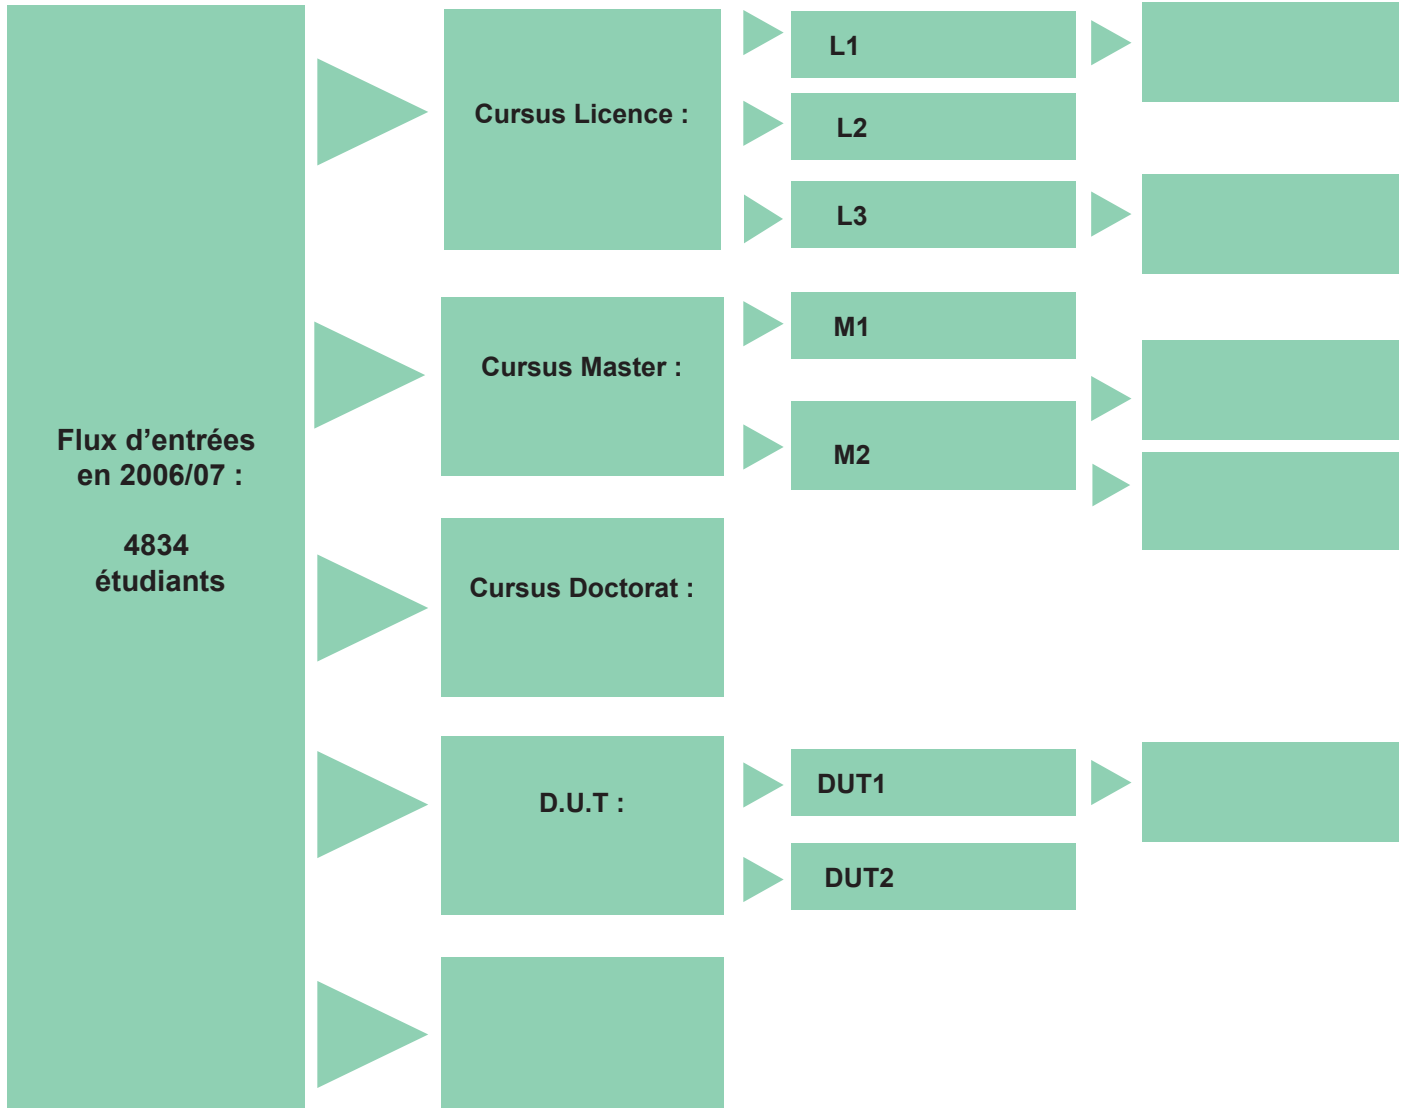 Flux d'entrées
en 2006/07 :
4834
étudiants
Cursus Licence :
L1
L2
L3
Cursus Master :
M1
M2
Cursus Doctorat :
D.U.T :
DUT1
DUT2